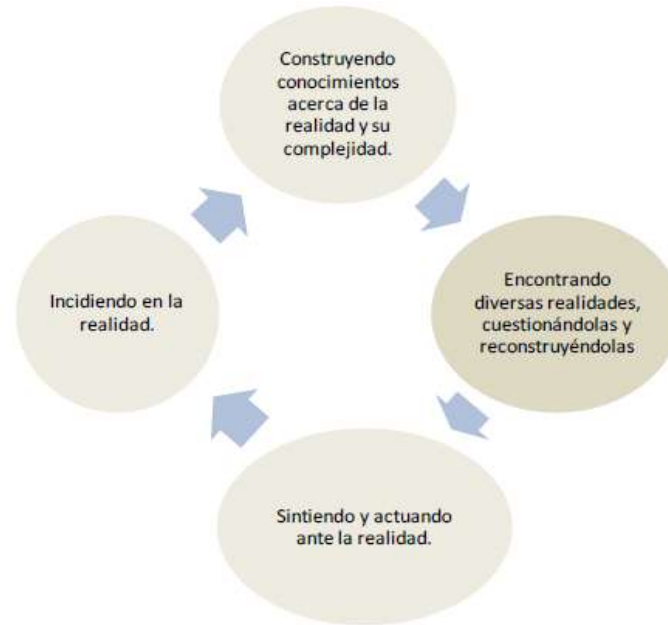 Construyendo
conocimientos
acerca de la
realidad y su
complejidad.
Encontrando
diversas realidades,
cuestionándolas y
reconstruyéndolas
Sintiendo y actuando
ante la realidad.
Incidiendo en la
realidad.